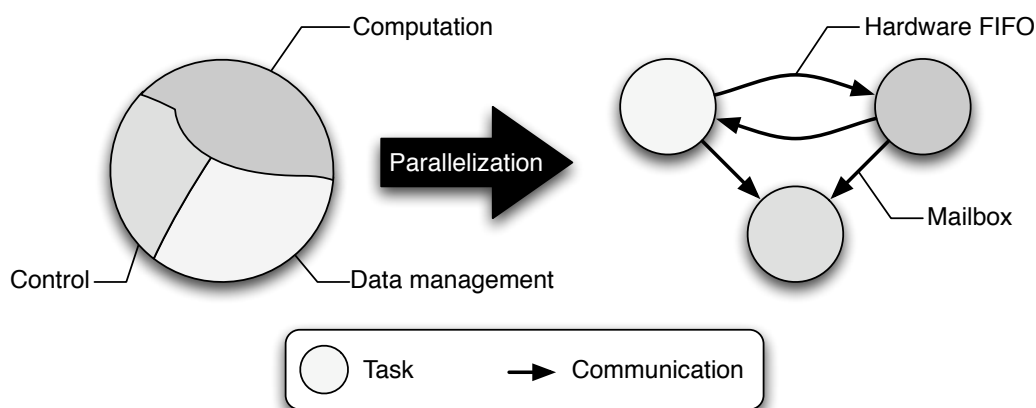 Computation
Hardware FIFO
Parallelization
Mailbox
Control
Data management
Task
Communication